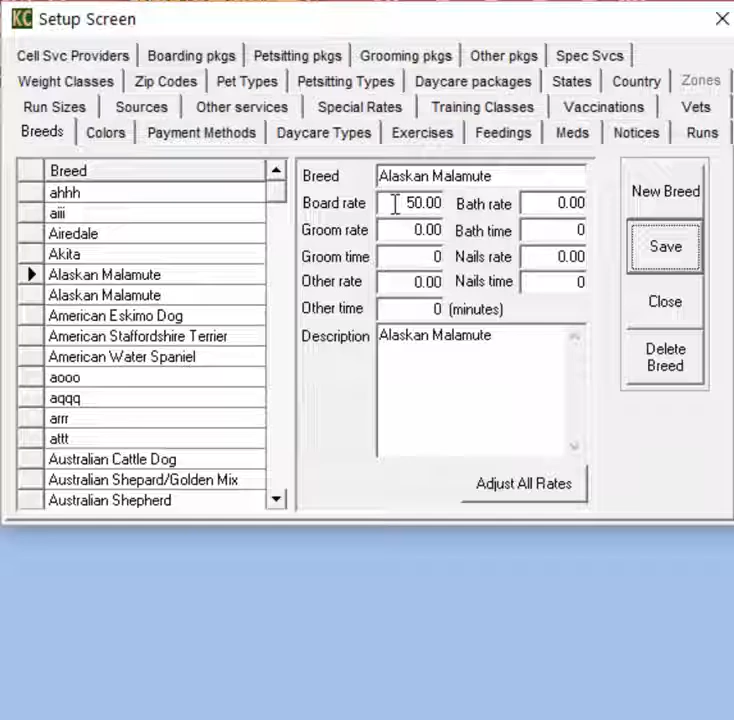 KC Setup Screen
Cell Svc Providers Boarding pkgs Petsitting pkgs Grooming pkgs Other pkgs Spec Svcs
Weight Classes Zip Codes Pet Types Petsitting Types Daycare packages States Country Zones
Run Sizes Sources Other services Special Rates Training Classes Vaccinations Vets
Breeds Colors Payment Methods Daycare Types Exercises Feedings Meds Notices Runs
Breed
ahhh
aiii
Airedale
Akita
Alaskan Malamute
Alaskan Malamute
American Eskimo Dog
American Staffordshire Terrier
American Water Spaniel
aooo
aqqq
arrr
attt
Australian Cattle Dog
Australian Shepard/Golden Mix
Australian Shepherd
Breed Alaskan Malamute
Board rate 50.00 Bath rate 0.00
Groom rate 0.00 Bath time 0
Groom time 0 Nails rate 0.00
Other rate 0.00 Nails time 0
Other time 0 (minutes)
Description Alaskan Malamute
Adjust All Rates
New Breed
Save
Close
Delete
Breed